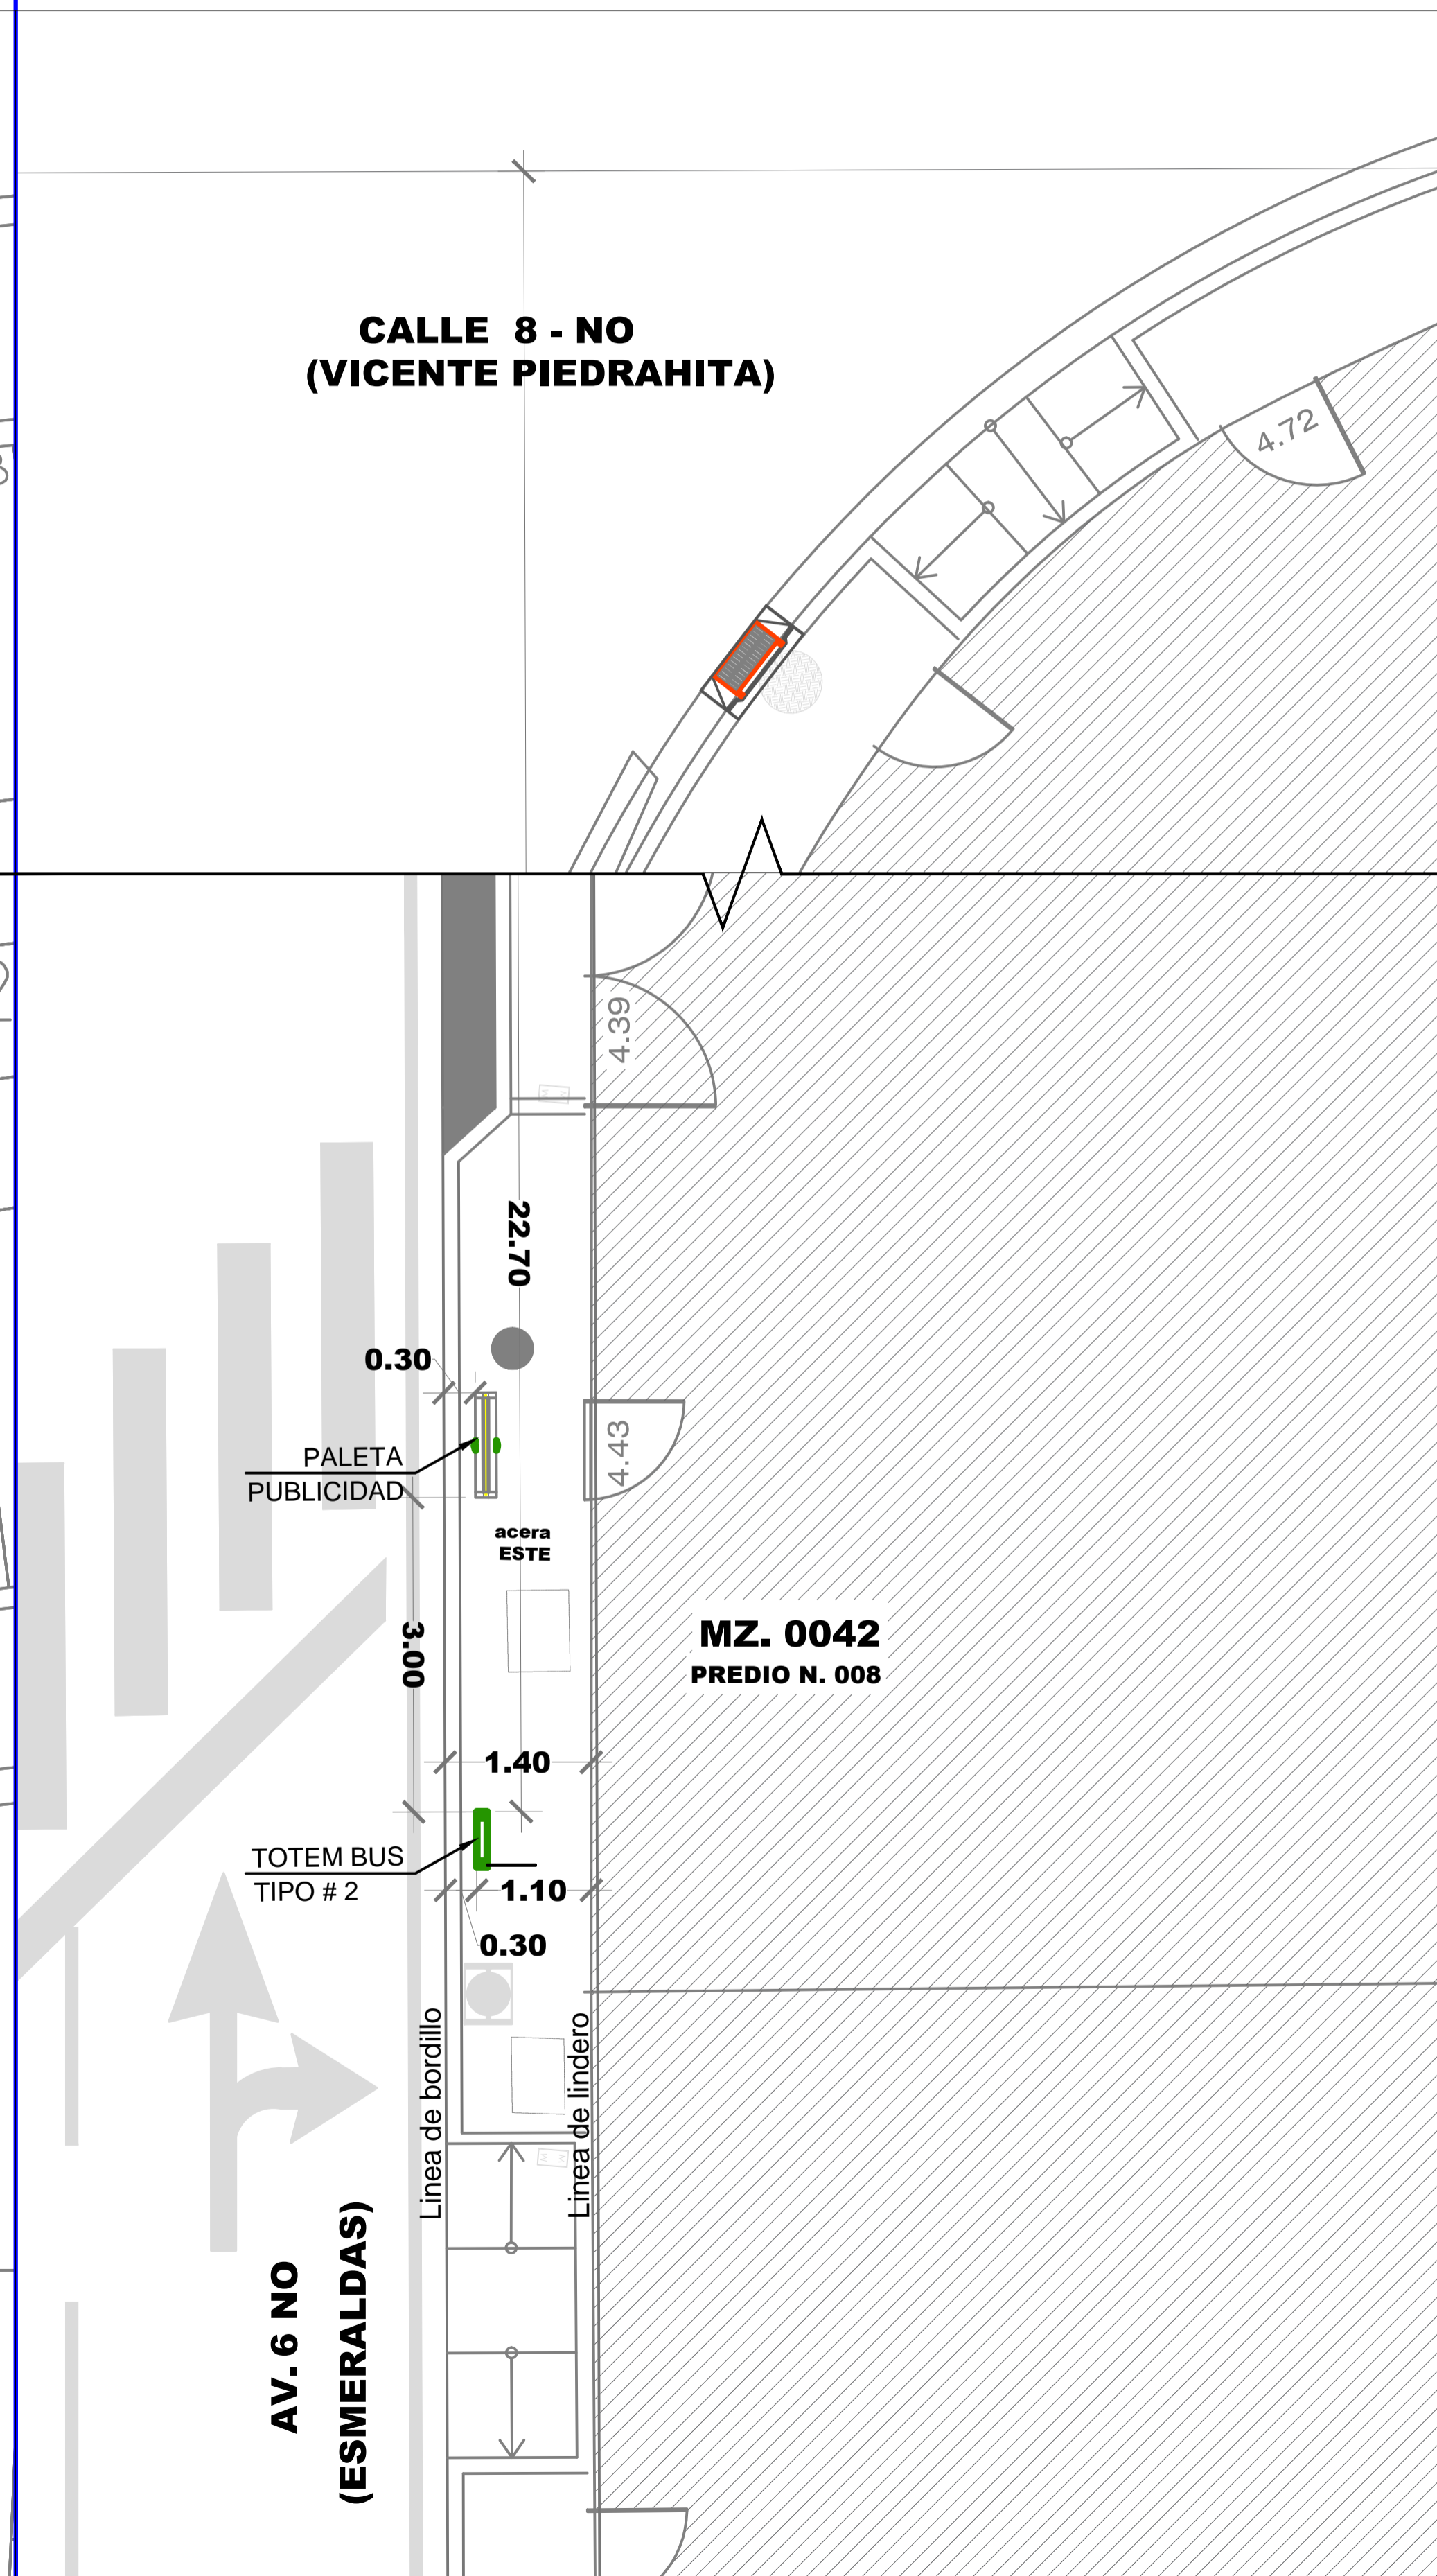 CALLE 8 - NO
(VICENTE PIEDRAHITA)
4.72
4.39
22.70
0.30
PALETA
PUBLICIDAD
4.43
acera
ESTE
3.00
MZ. 0042
PREDIO N. 008
1.40
TOTEM BUS
TIPO # 2
1.10
0.30
Linea de bordillo
Linea de lindero
AV. 6 NO
(ESMERALDAS)